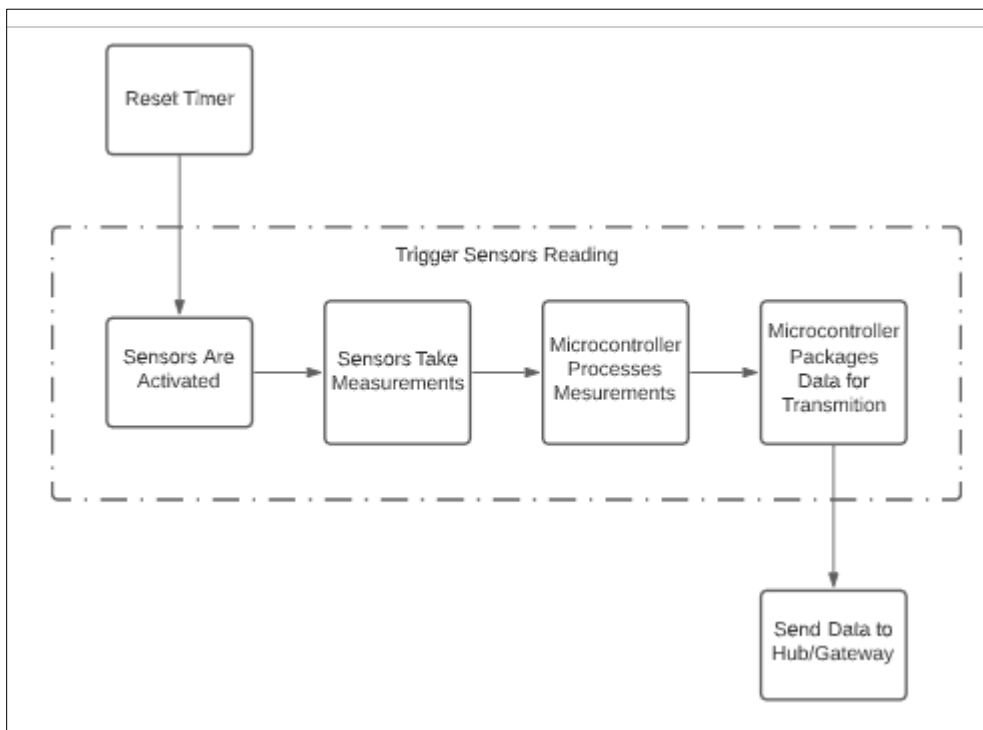 Reset Timer
Trigger Sensors Reading
Sensors Are
Activated
Sensors Take
Measurements
Microcontroller
Processes
Mesurements
Microcontroller
Packages
Data for
Transmition
Send Data to
Hub/Gateway